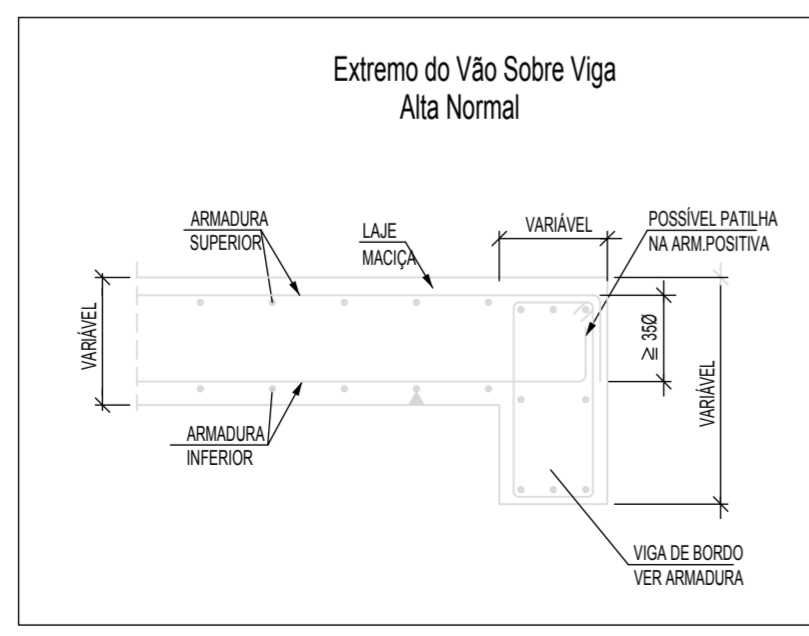 Extremo do Vão Sobre Viga
Alta Normal
ARMADURA
SUPERIOR
LAJE
MACIÇA
VARIÁVEL
POSSÍVEL PATILHA
NA ARM.POSITIVA
VARIÁVEL
≥ 35Ø
VARIÁVEL
ARMADURA
INFERIOR
VIGA DE BORDO
VER ARMADURA